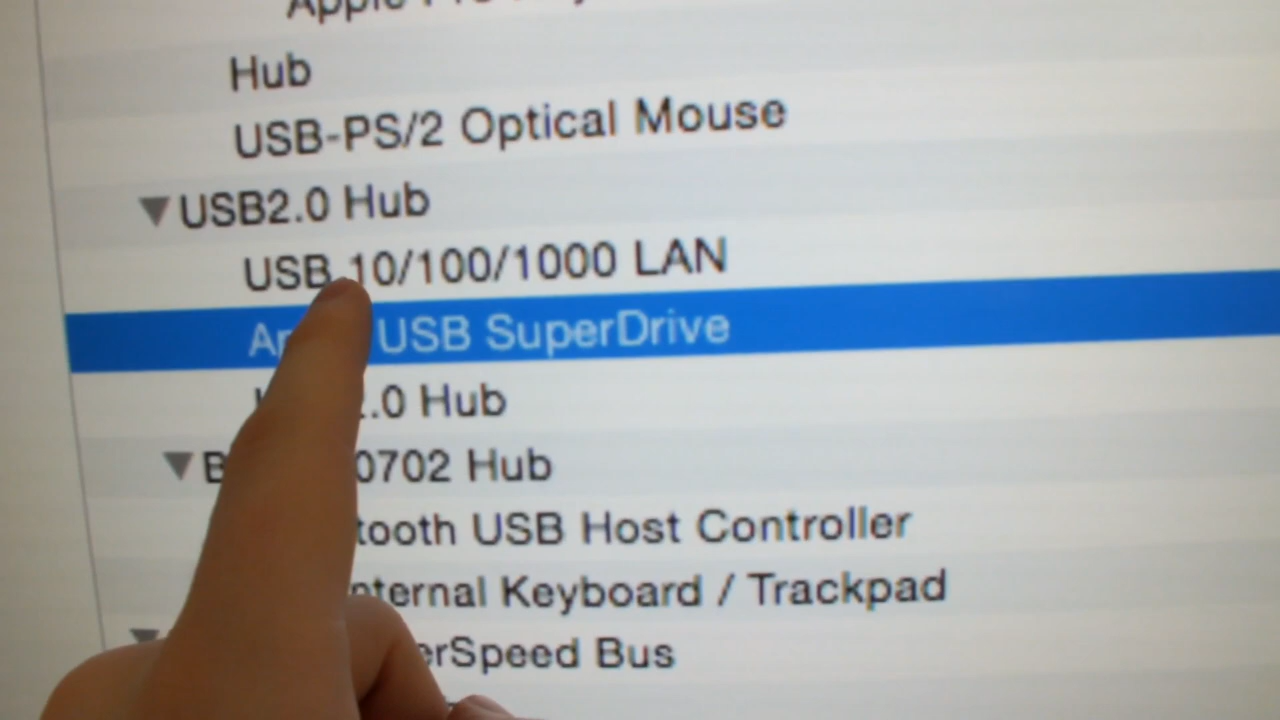 Apple
Hub
USB-PS/2 Optical Mouse
USB2.0 Hub
USB 10/100/1000 LAN
USB SuperDrive
.0 Hub
0702 Hub
tooth USB Host Controller
nternal Keyboard / Trackpad
erSpeed Bus